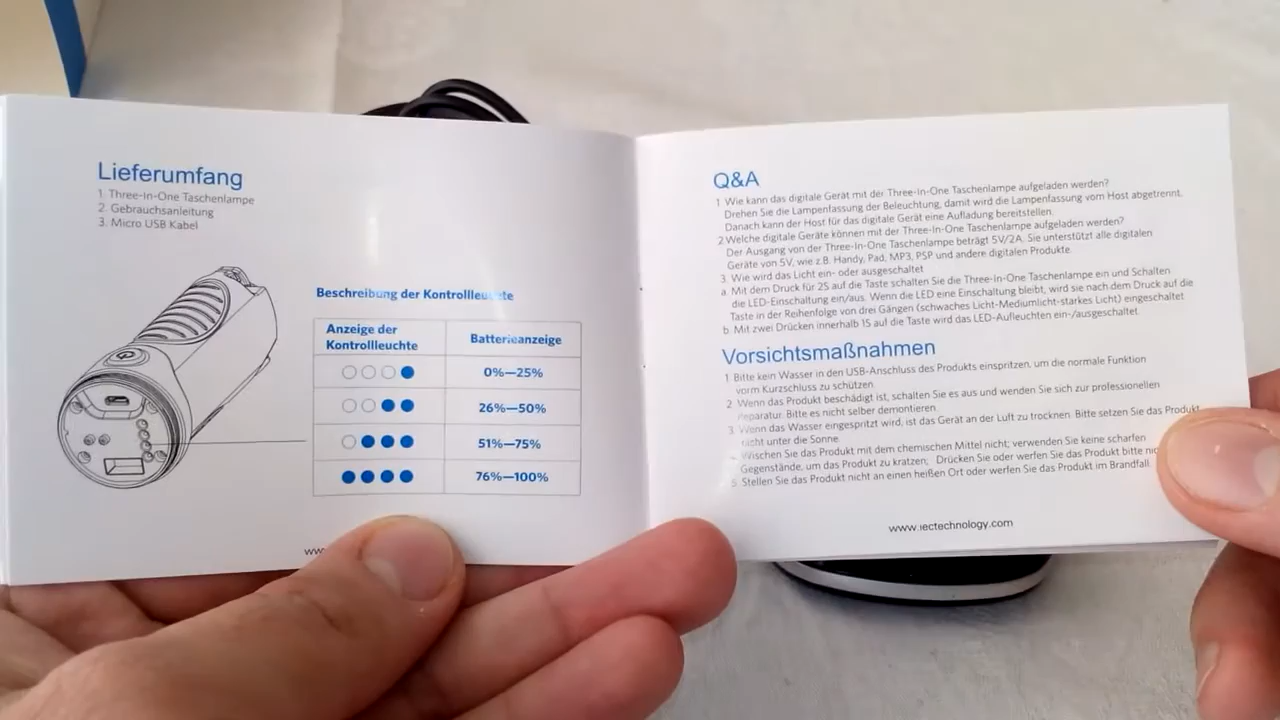 Lieferumfang
1. Three-In-One Taschenlampe
2. Gebrauchsanleitung
3. Micro USB Kabel
Beschreibung der Kontrollleuchte
Anzeige der
Kontrollleuchte
Batterieanzeige
0%—25%
26%—50%
51%—75%
76%—100%
Q&A
1. Wie kann das digitale Gerät mit der Three-In-One Taschenlampe aufgeladen werden?
Drehen Sie die Lampenfassung der Beleuchtung, damit wird die Lampenfassung vom Host abgetrennt.
Danach kann der Host für das digitale Gerät eine Aufladung bereitstellen.
2.Welche digitale Geräte können mit der Three-In-One Taschenlampe aufgeladen werden?
Der Ausgang von der Three-In-One Taschenlampe beträgt 5V/2A. Sie unterstützt alle digitalen
Geräte von 5V, wie z.B. Handy, Pad, MP3, PSP und andere digitalen Produkte.
3. Wie wird das Licht ein- oder ausgeschaltet
a. Mit dem Druck für 2S auf die Taste schalten Sie die Three-In-One Taschenlampe ein und Schalten
die LED-Einschaltung ein/aus. Wenn die LED eine Einschaltung bleibt, wird sie nach dem Druck auf die
Taste in der Reihenfolge von drei Gängen (schwaches Licht-Mediumlicht-starkes Licht) eingeschaltet
b. Mit zwei Drücken innerhalb 1S auf die Taste wird das LED-Aufleuchten ein-/ausgeschaltet.
Vorsichtsmaßnahmen
1. Bitte kein Wasser in den USB-Anschluss des Produkts einspritzen, um die normale Funktion
vorm Kurzschluss zu schützen.
2. Wenn das Produkt beschädigt ist, schalten Sie es aus und wenden Sie sich zur professionellen
Reparatur. Bitte es nicht selber demontieren.
3. Wenn das Wasser eingespritzt wird, ist das Gerät an der Luft zu trocknen. Bitte setzen Sie das Produkt
nicht unter die Sonne.
Wischen Sie das Produkt mit dem chemischen Mittel nicht; verwenden Sie keine scharfen
Gegenstände, um das Produkt zu kratzen; Drücken Sie oder werfen Sie das Produkt bitte
5. Stellen Sie das Produkt nicht an einen heißen Ort oder werfen Sie das Produkt im Brandfall.
www.iectechnology.com